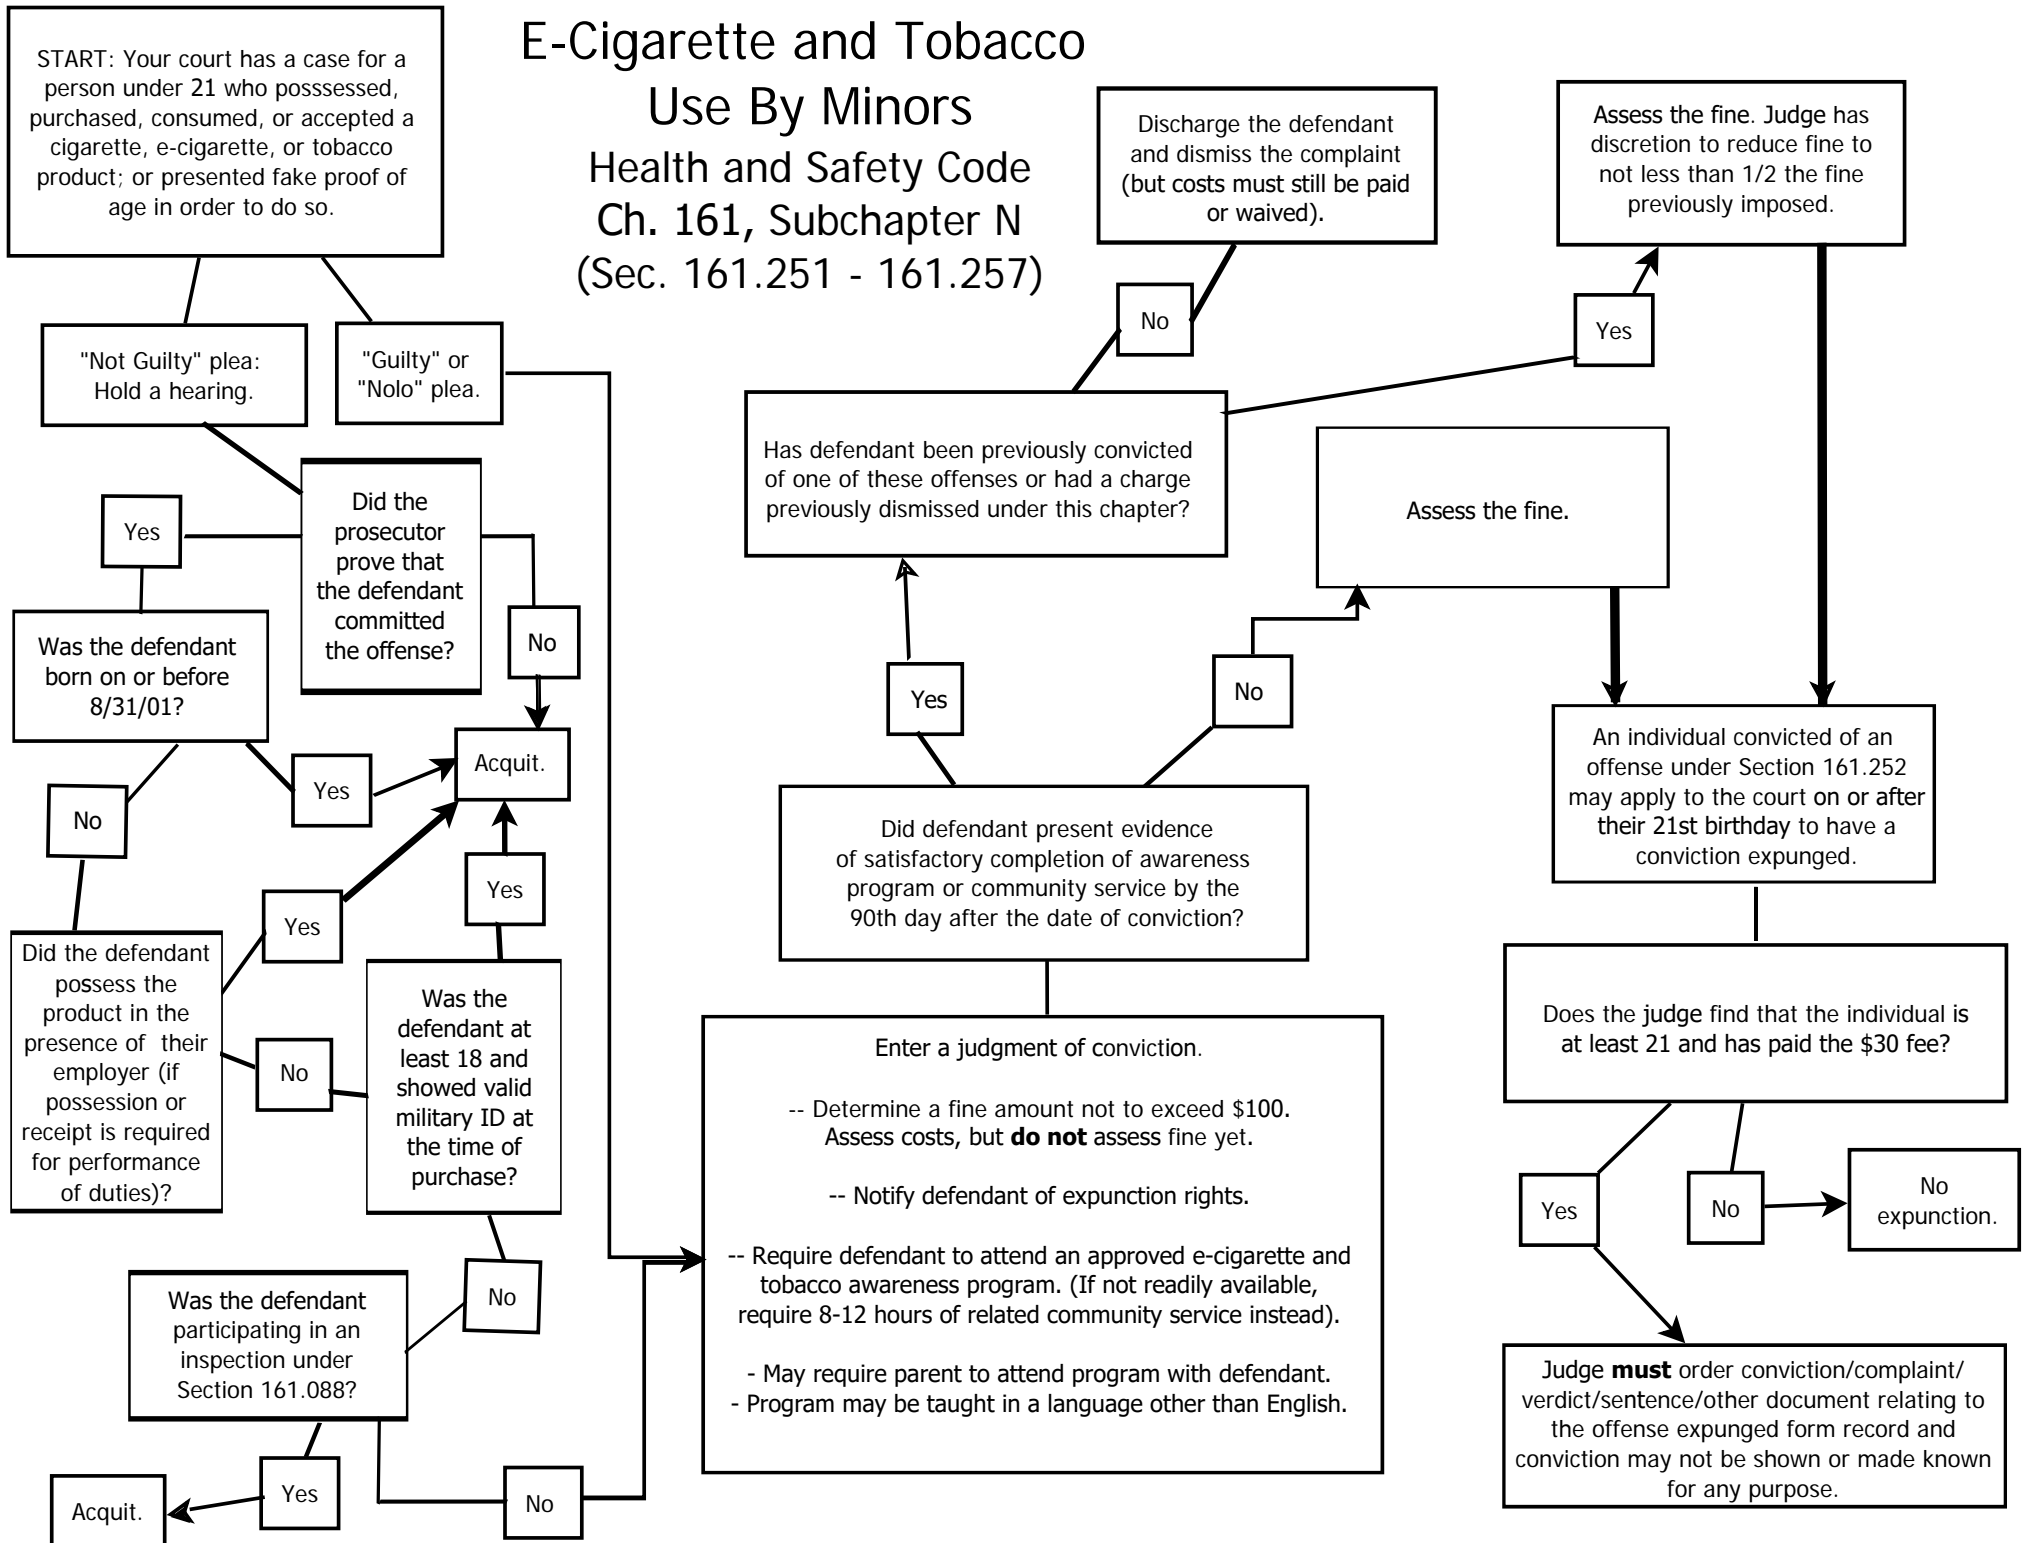 E-Cigarette and Tobacco
Use By Minors
Health and Safety Code
Ch. 161, Subchapter N
(Sec. 161.251 - 161.257)
START: Your court has a case for a
person under 21 who posssessed,
purchased, consumed, or accepted a
cigarette, e-cigarette, or tobacco
product; or presented fake proof of
age in order to do so.
"Not Guilty" plea:
Hold a hearing.
"Guilty" or
"Nolo" plea.
Did the
prosecutor
prove that
the defendant
committed
the offense?
Yes
No
Was the defendant
born on or before
8/31/01?
No
Yes
Acquit.
Did the defendant
possess the
product in the
presence of their
employer (if
possession or
receipt is required
for performance
of duties)?
Yes
No
Yes
Was the
defendant at
least 18 and
showed valid
military ID at
the time of
purchase?
No
Was the defendant
participating in an
inspection under
Section 161.088?
Yes
Acquit.
No
Enter a judgment of conviction.
-- Determine a fine amount not to exceed $100.
Assess costs, but do not assess fine yet.
-- Notify defendant of expunction rights.
-- Require defendant to attend an approved e-cigarette and
tobacco awareness program. (If not readily available,
require 8-12 hours of related community service instead).
- May require parent to attend program with defendant.
- Program may be taught in a language other than English.
Did defendant present evidence
of satisfactory completion of awareness
program or community service by the
90th day after the date of conviction?
Yes
No
Has defendant been previously convicted
of one of these offenses or had a charge
previously dismissed under this chapter?
No
Discharge the defendant
and dismiss the complaint
(but costs must still be paid
or waived).
Yes
Assess the fine. Judge has
discretion to reduce fine to
not less than 1/2 the fine
previously imposed.
Assess the fine.
An individual convicted of an
offense under Section 161.252
may apply to the court on or after
their 21st birthday to have a
conviction expunged.
Does the judge find that the individual is
at least 21 and has paid the $30 fee?
Yes
No
No
expunction.
Judge must order conviction/complaint/
verdict/sentence/other document relating to
the offense expunged form record and
conviction may not be shown or made known
for any purpose.